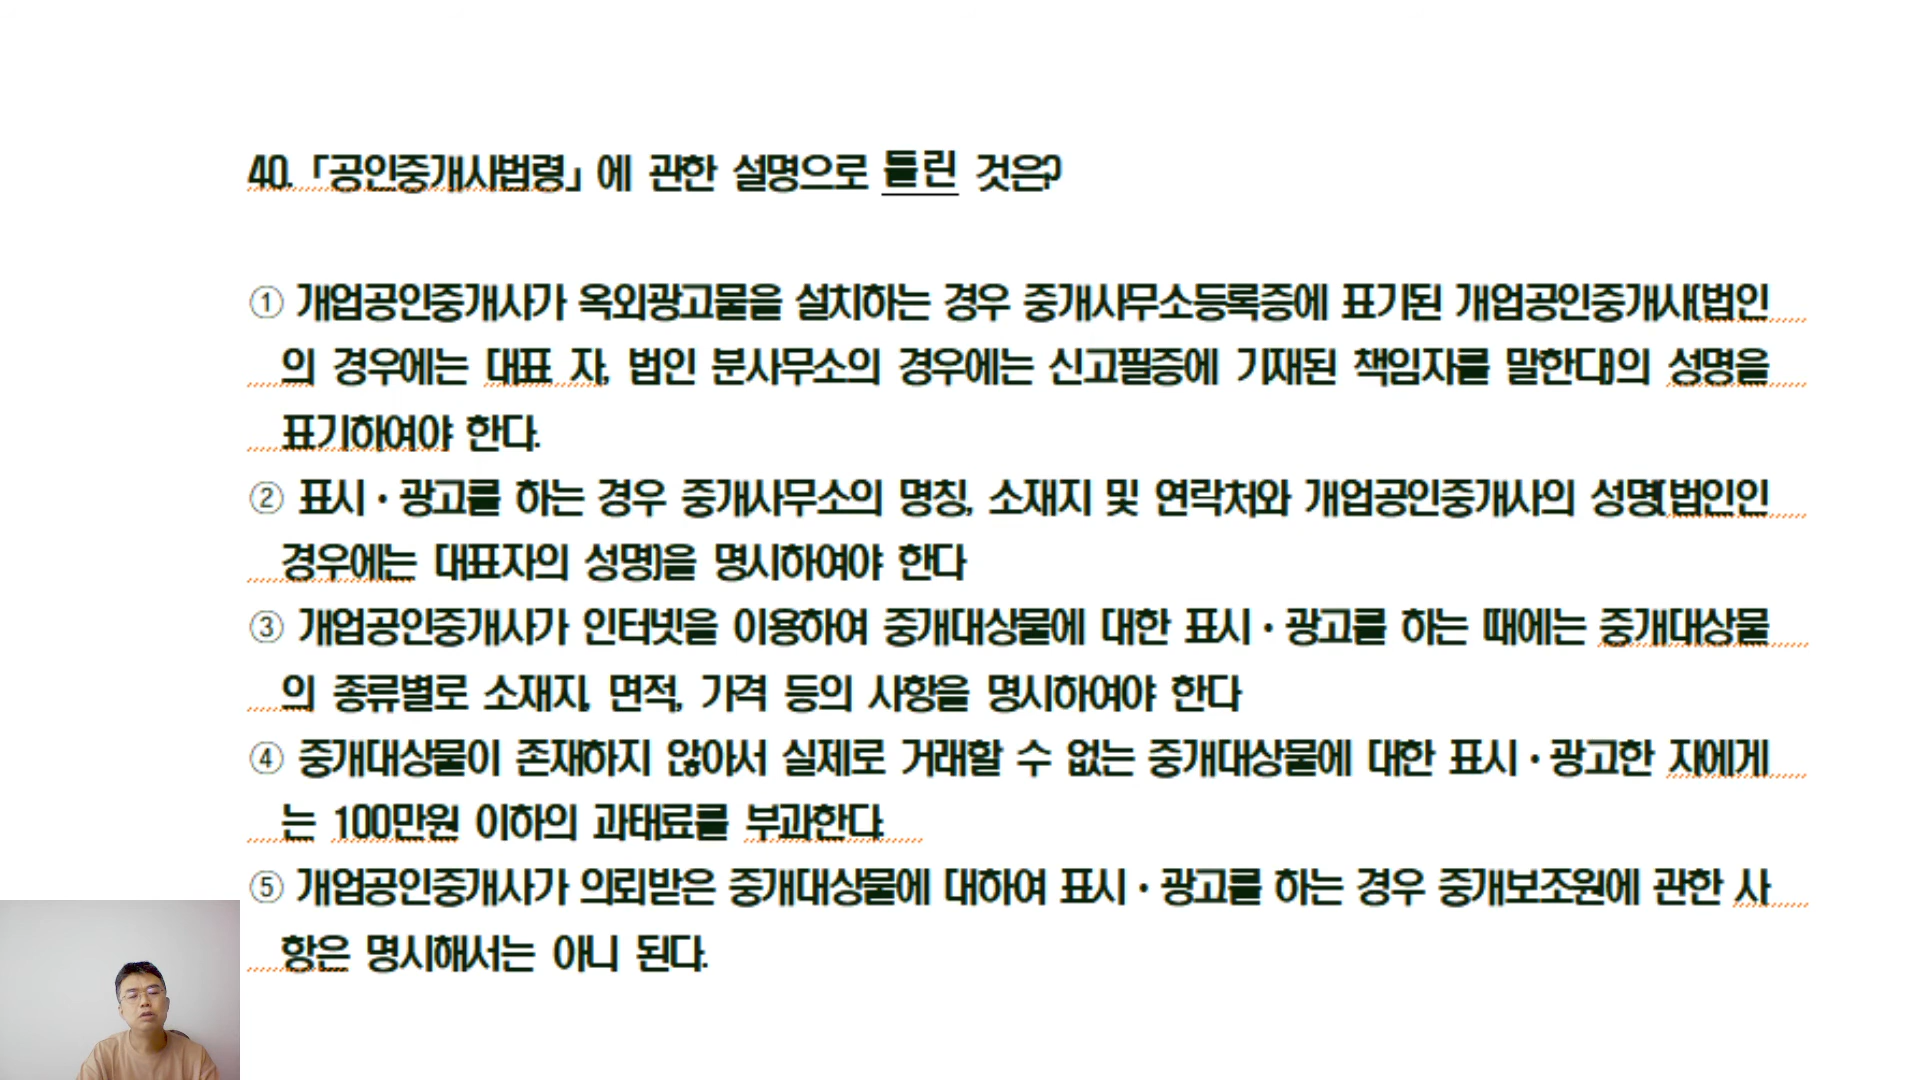 40. 「공인중개사법령」에 관한 설명으로 틀린 것은?
① 개업공인중개사가 옥외광고물을 설치하는 경우 중개사무소등록증에 표기된 개업공인중개사(법인
의 경우에는 대표 자, 법인 분사무소의 경우에는 신고필증에 기재된 책임자를 말한다)의 성명을
표기하여야 한다.
② 표시·광고를 하는 경우 중개사무소의 명칭, 소재지 및 연락처와 개업공인중개사의 성명(법인인
경우에는 대표자의 성명)을 명시하여야 한다
③ 개업공인중개사가 인터넷을 이용하여 중개대상물에 대한 표시·광고를 하는 때에는 중개대상물
의 종류별로 소재지, 면적, 가격 등의 사항을 명시하여야 한다
④ 중개대상물이 존재하지 않아서 실제로 거래할 수 없는 중개대상물에 대한 표시·광고한 자에게
는 100만원 이하의 과태료를 부과한다.
⑤ 개업공인중개사가 의뢰받은 중개대상물에 대하여 표시·광고를 하는 경우 중개보조원에 관한 사
항은 명시해서는 아니 된다.